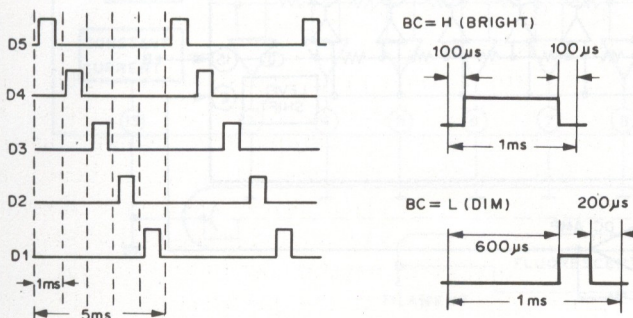 D5
D4
D3
D2
D1
1ms
5ms
BC= H (BRIGHT)
100µs 100µs
1ms
BC= L (DIM)
200µs
600µs
1ms